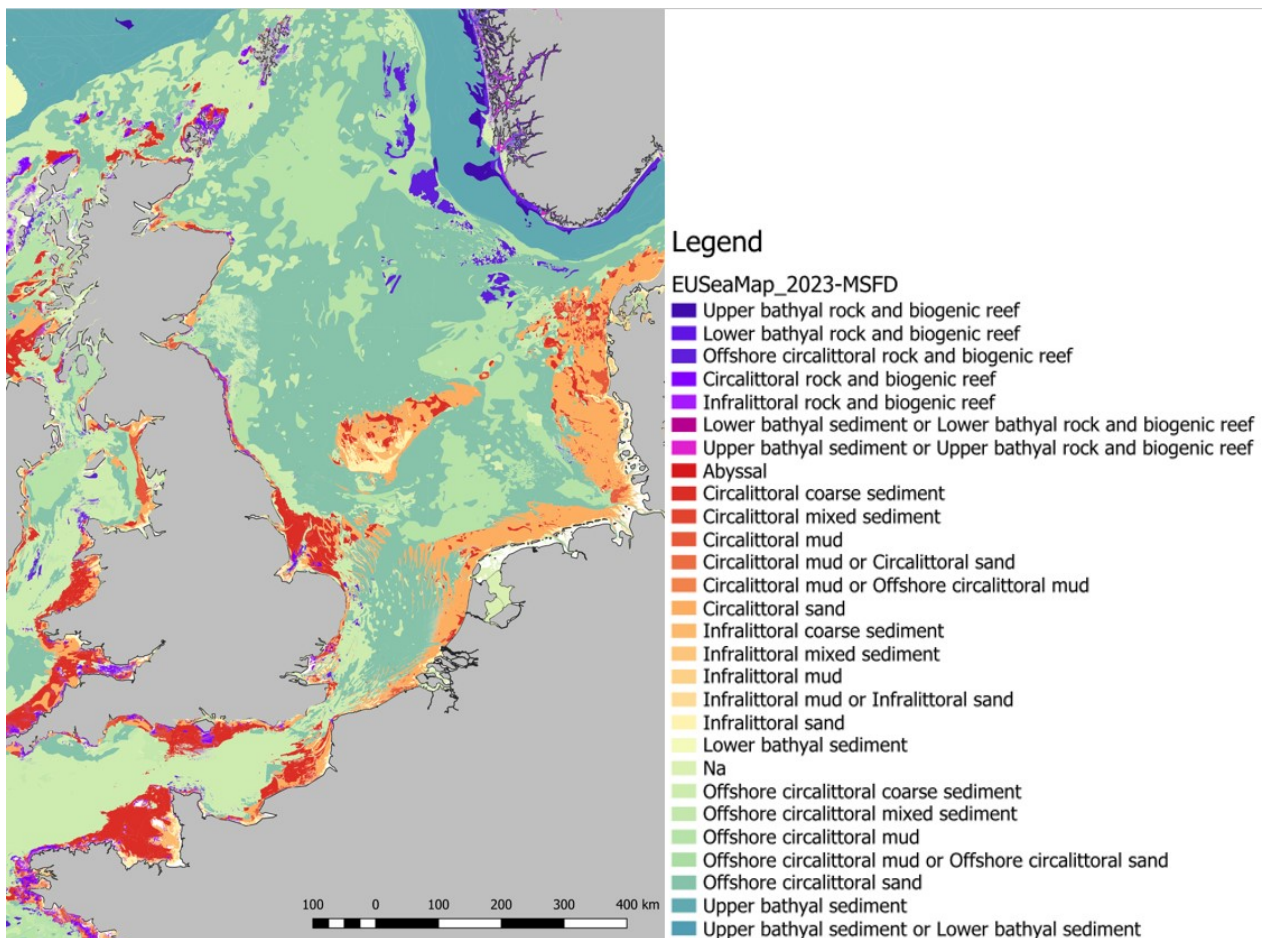 Legend
EUSeaMap_2023-MSFD
Upper bathyal rock and biogenic reef
Lower bathyal rock and biogenic reef
Offshore circalittoral rock and biogenic reef
Circalittoral rock and biogenic reef
Infralittoral rock and biogenic reef
Lower bathyal sediment or Lower bathyal rock and biogenic reef
Upper bathyal sediment or Upper bathyal rock and biogenic reef
Abyssal
Circalittoral coarse sediment
Circalittoral mixed sediment
Circalittoral mud
Circalittoral mud or Circalittoral sand
Circalittoral mud or Offshore circalittoral mud
Circalittoral sand
Infralittoral coarse sediment
Infralittoral mixed sediment
Infralittoral mud
Infralittoral mud or Infralittoral sand
Infralittoral sand
Lower bathyal sediment
Na
Offshore circalittoral coarse sediment
Offshore circalittoral mixed sediment
Offshore circalittoral mud
Offshore circalittoral mud or Offshore circalittoral sand
Offshore circalittoral sand
Upper bathyal sediment
Upper bathyal sediment or Lower bathyal sediment
100 0 100 200 300 400 km